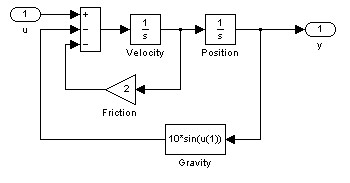 1
u
+
−
−
1
s
Velocity
1
s
Position
1
y
2
Friction
10*sin(u(1))
Gravity